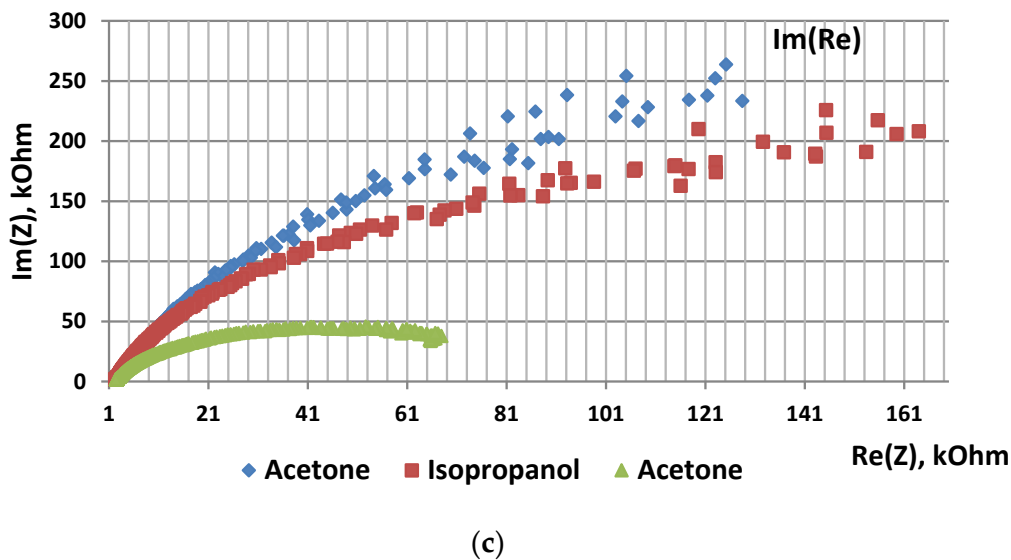 300
250
200
150
100
50
0
Im(Z), kOhm
Im(Re)
1 21 41 61 81 101 121 141 161
Re(Z), kOhm
Acetone Isopropanol Acetone
(c)